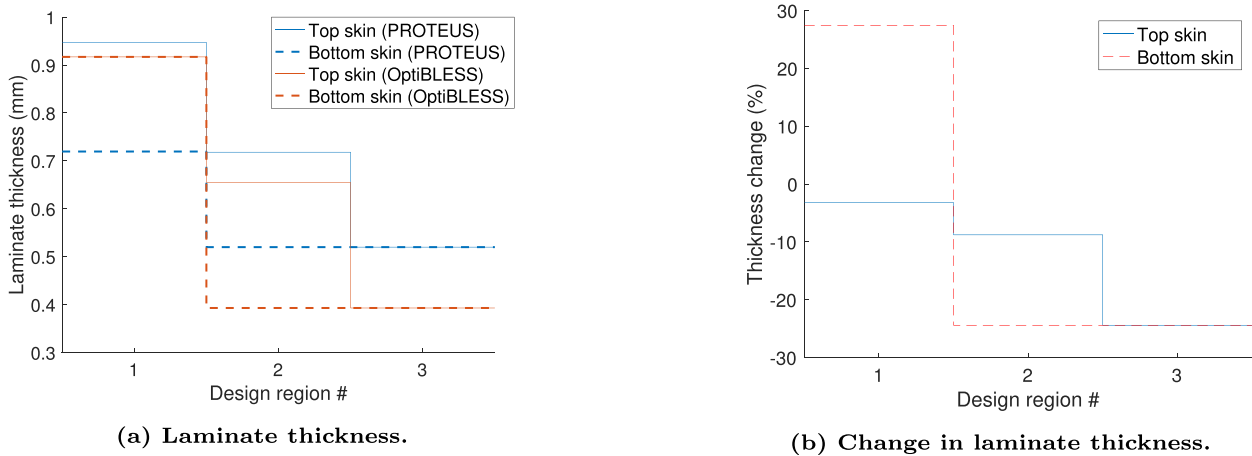 1
0.9
0.8
0.7
0.6
0.5
0.4
0.3
Laminate thickness (mm)
Top skin (PROTEUS)
Bottom skin (PROTEUS)
Top skin (OptiBLESS)
Bottom skin (OptiBLESS)
1 2 3
Design region #
(a) Laminate thickness.
30
20
10
0
-10
-20
-30
Thickness change (%)
Top skin
Bottom skin
1 2 3
Design region #
(b) Change in laminate thickness.